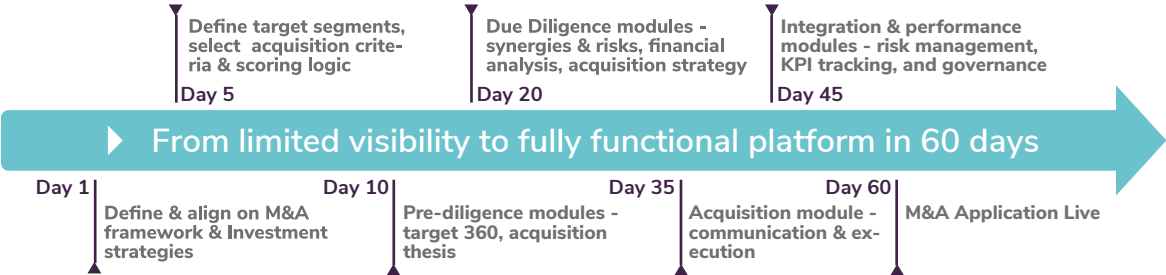 Define target segments,
select acquisition crite-
ria & scoring logic
Day 5
Due Diligence modules -
synergies & risks, financial
analysis, acquisition strategy
Day 20
Integration & performance
modules - risk management,
KPI tracking, and governance
Day 45
From limited visibility to fully functional platform in 60 days
Day 1
Define & align on M&A
framework & Investment
strategies
Day 10
Pre-diligence modules -
target 360, acquisition
thesis
Day 35
Acquisition module -
communication & ex-
ecution
Day 60
M&A Application Live